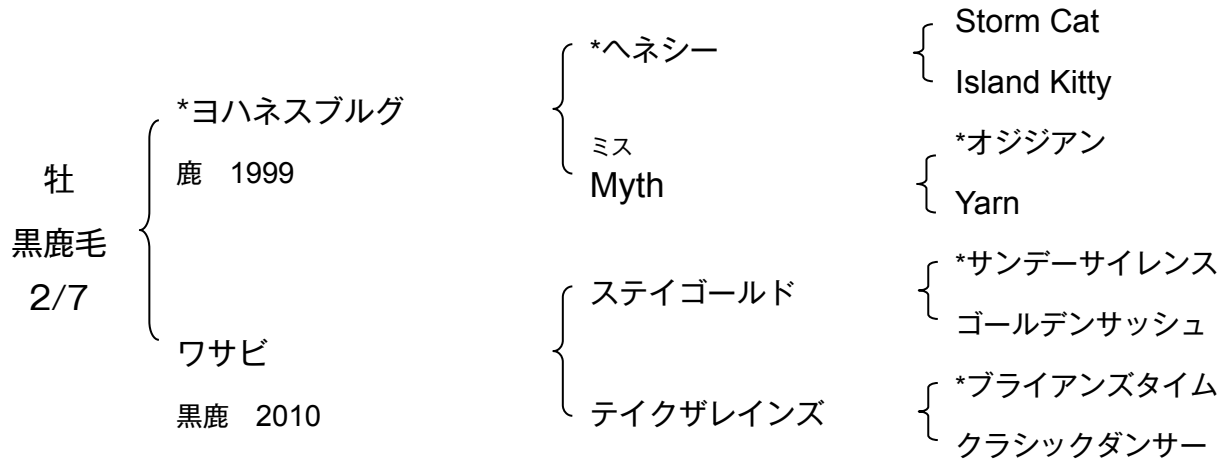 牡
黒鹿毛
2/7
*ヨハネスブルグ
鹿　1999
ワサビ
黒鹿　2010
*ヘネシー
ミス
Myth
ステイゴールド
テイクザレインズ
Storm Cat
Island Kitty
*オジジアン
Yarn
*サンデーサイレンス
ゴールデンサッシュ
*ブライアンズタイム
クラシックダンサー